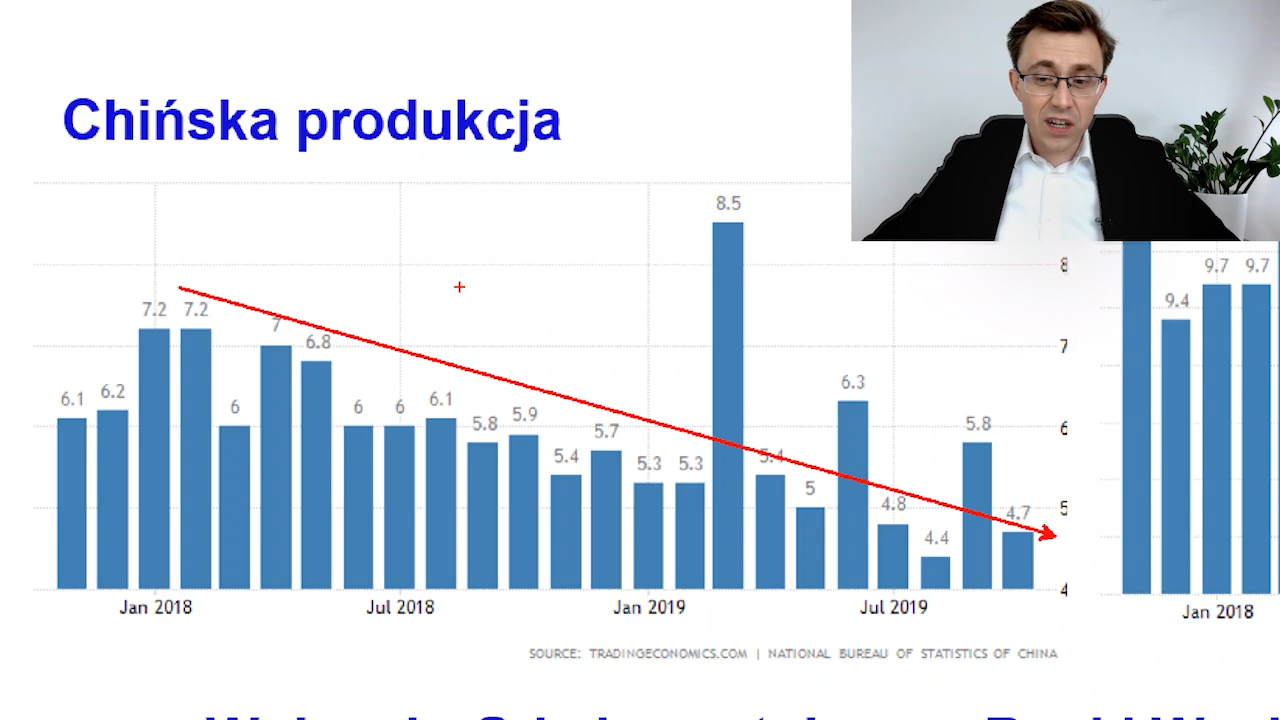 Chińska produkcja
8.5
7.2 7.2 7 6.8
6.1 6.2 6 6 6 6.1 5.8 5.9 5.4 5.7 5.3 5.3 5.4 5 6.3 4.8 4.4 5.8 4.7
8
7
6
5
4
Jan 2018 Jul 2018 Jan 2019 Jul 2019
SOURCE: TRADINGECONOMICS.COM | NATIONAL BUREAU OF STATISTICS OF CHINA
9.4 9.7 9.7
Jan 2018